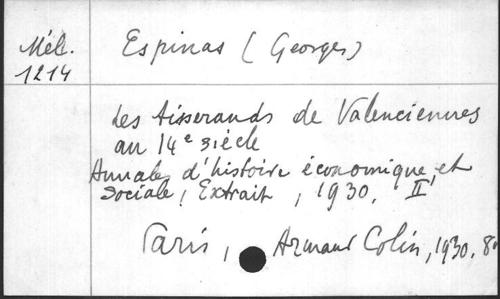 Mél.
1214
Espinas (Georges)
Les tisserands de Valenciennes
au 14e siècle
Annales d'histoire économique et
sociale, Extrait, 1930, II,
Paris, Armand Colin, 1930. 8°